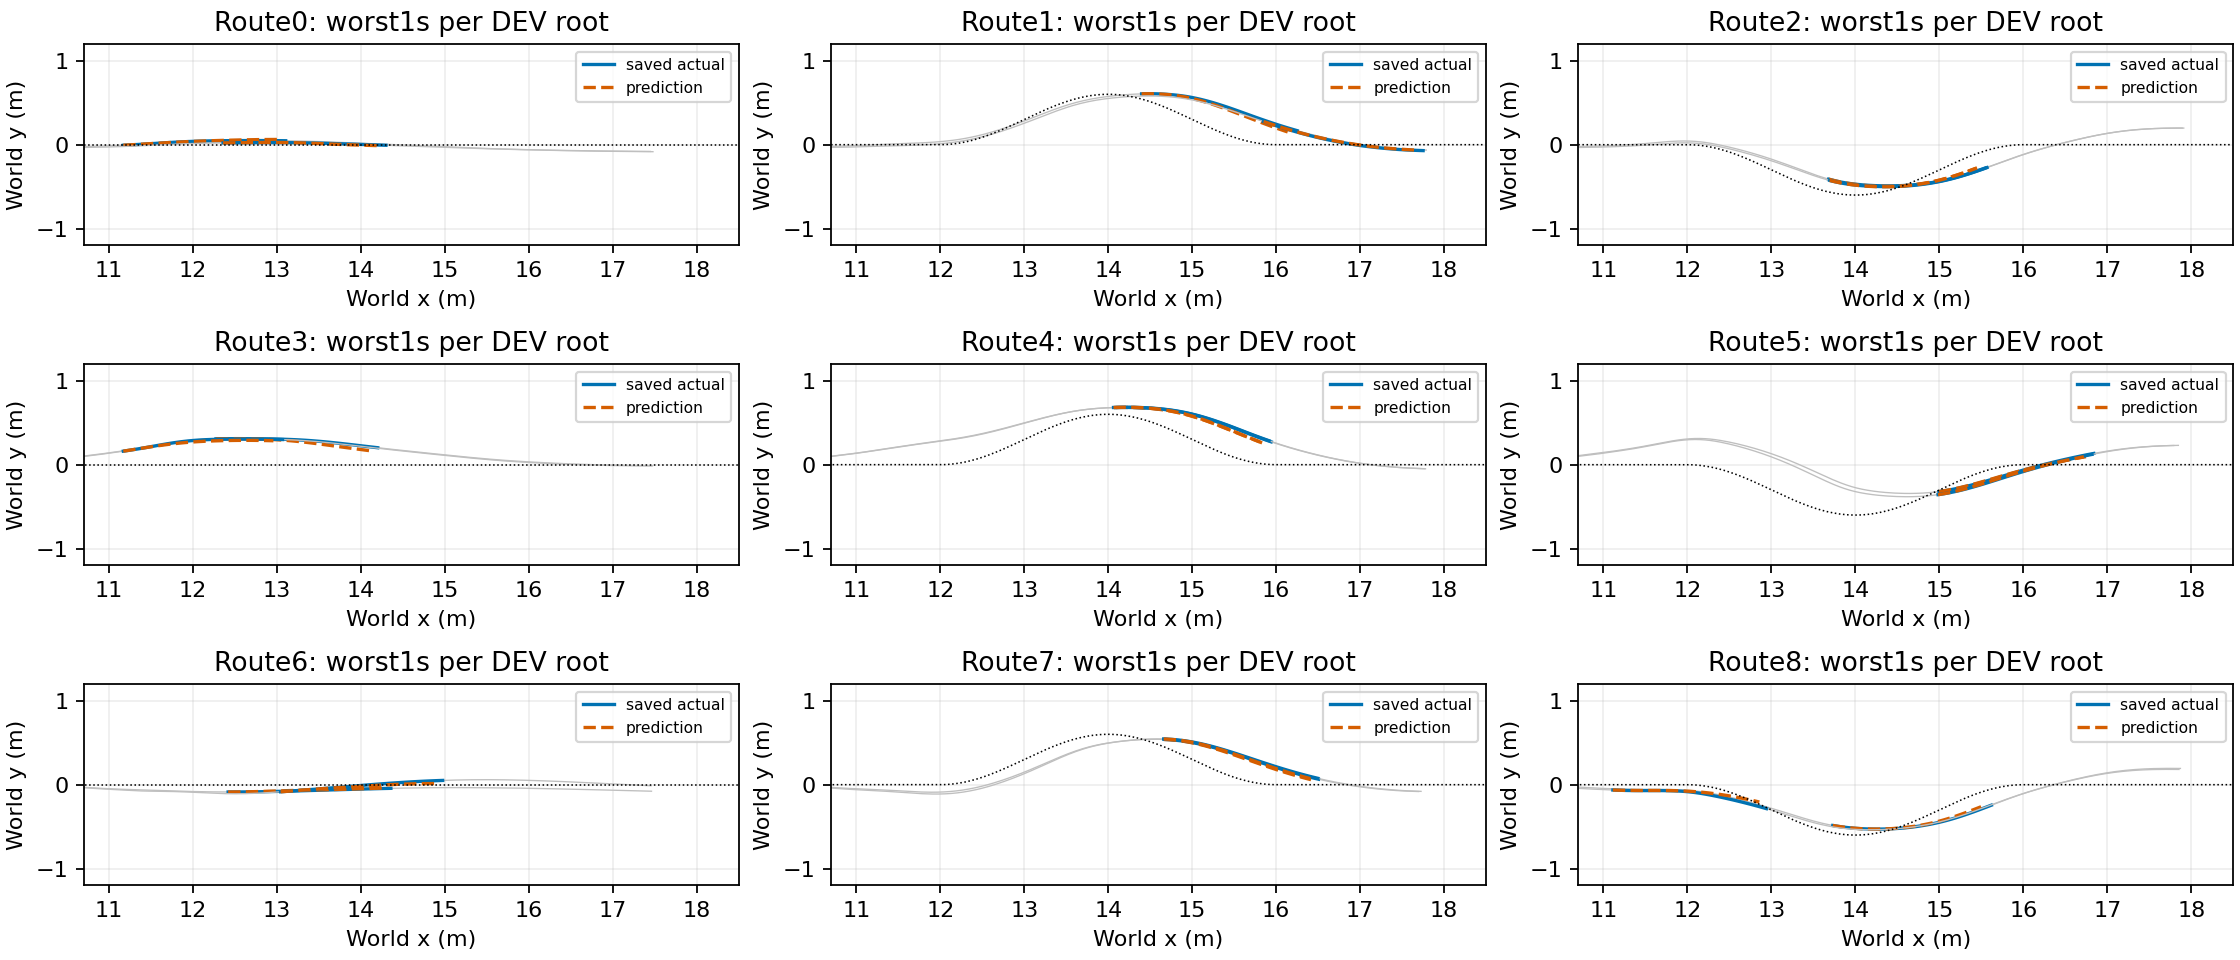 Route0: worst1s per DEV root
Route1: worst1s per DEV root
Route2: worst1s per DEV root
World y (m)
1
0
−1
saved actual
prediction
11 12 13 14 15 16 17 18
World x (m)
World y (m)
1
0
−1
saved actual
prediction
11 12 13 14 15 16 17 18
World x (m)
World y (m)
1
0
−1
saved actual
prediction
11 12 13 14 15 16 17 18
World x (m)
Route3: worst1s per DEV root
Route4: worst1s per DEV root
Route5: worst1s per DEV root
World y (m)
1
0
−1
saved actual
prediction
11 12 13 14 15 16 17 18
World x (m)
World y (m)
1
0
−1
saved actual
prediction
11 12 13 14 15 16 17 18
World x (m)
World y (m)
1
0
−1
saved actual
prediction
11 12 13 14 15 16 17 18
World x (m)
Route6: worst1s per DEV root
Route7: worst1s per DEV root
Route8: worst1s per DEV root
World y (m)
1
0
−1
saved actual
prediction
11 12 13 14 15 16 17 18
World x (m)
World y (m)
1
0
−1
saved actual
prediction
11 12 13 14 15 16 17 18
World x (m)
World y (m)
1
0
−1
saved actual
prediction
11 12 13 14 15 16 17 18
World x (m)